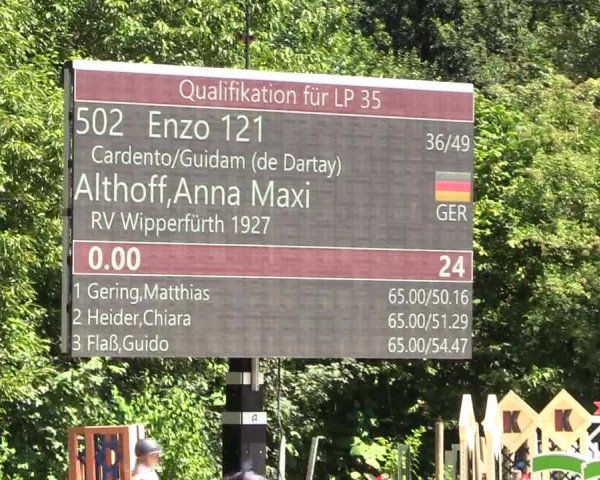 Qualifikation für LP 35
502 Enzo 121 36/49
Cardento/Guidam (de Dartay)
Althoff,Anna Maxi
RV Wipperfürth 1927 GER
0.00 24
1 Gering,Matthias 65.00/50.16
2 Heider,Chiara 65.00/51.29
3 Flaß,Guido 65.00/54.47
A
K K